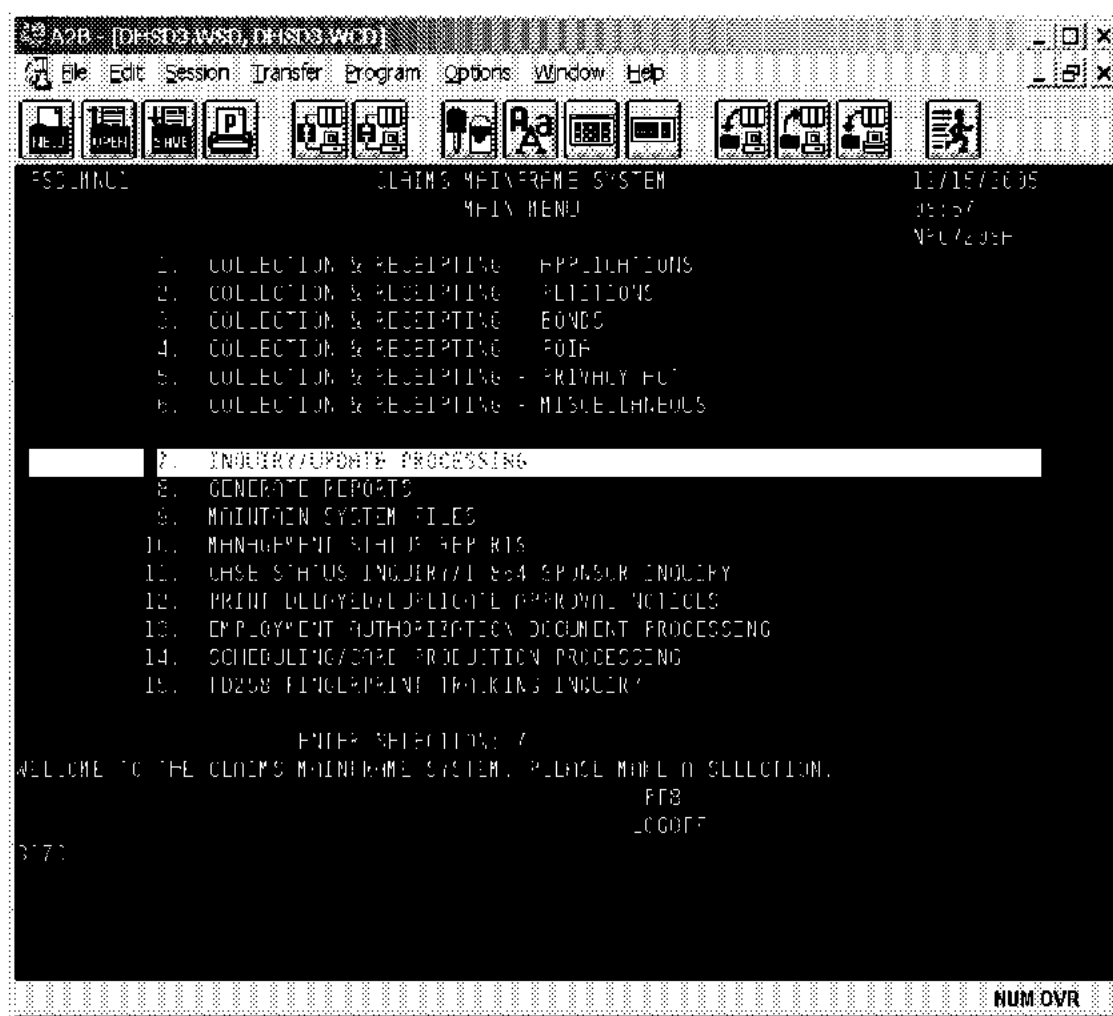 A2B - [DHSD3.WSD, DHSD3.WCD]
File Edit Session Transfer Program Options Window Help
NEW OPEN SAVE P
CLAIMS MAINFRAME SYSTEM
MAIN MENU
1. COLLECTION & RECEIPTING APPLICATIONS
2. COLLECTION & RECEIPTING PETITIONS
3. COLLECTION & RECEIPTING BONDS
4. COLLECTION & RECEIPTING FOIA
5. COLLECTION & RECEIPTING - PRIVACY ACT
6. COLLECTION & RECEIPTING - MISCELLANEOUS
7. INQUIRY/UPDATE PROCESSING
8. GENERATE REPORTS
9. MAINTAIN SYSTEM FILES
10. MANAGEMENT STATUS REPORTS
11. CASE STATUS INQUIRY/I 864 SPONSOR INQUIRY
12. PRINT DELAYED/DUPLICATE APPROVAL NOTICES
13. EMPLOYMENT AUTHORIZATION DOCUMENT PROCESSING
14. SCHEDULING/CARD PRODUCTION PROCESSING
15. FD258 FINGERPRINT TRACKING INQUIRY
ENTER SELECTION: 7
WELCOME TO THE CLAIMS MAINFRAME SYSTEM. PLEASE MAKE A SELECTION.
PF8
LOGOFF
NUM OVR